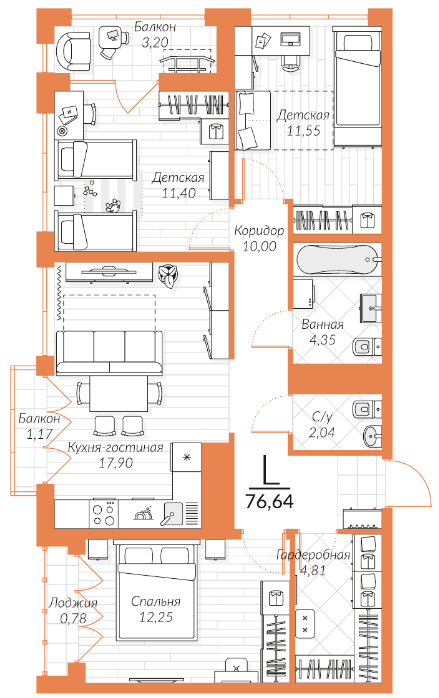 Балкон
3,20
Детская
11,55
Детская
11,40
Коридор
10,00
Ванная
4,35
Балкон
1,17
Кухня-гостиная
17,90
С/у
2,04
76,64
Гардеробная
4,81
Лоджия
0,78
Спальня
12,25